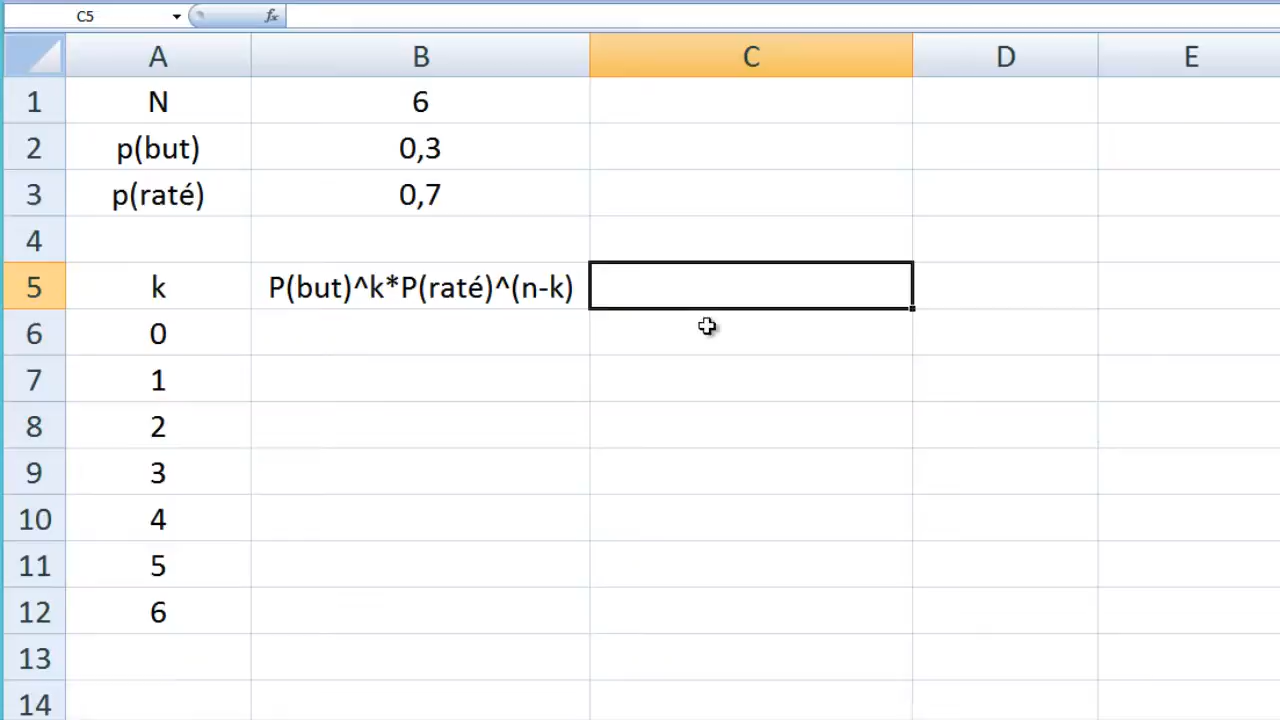 C5 fx
A B C D E
1 N 6
2 p(but) 0,3
3 p(raté) 0,7
4
5 k P(but)^k*P(raté)^(n-k)
6 0
7 1
8 2
9 3
10 4
11 5
12 6
13
14